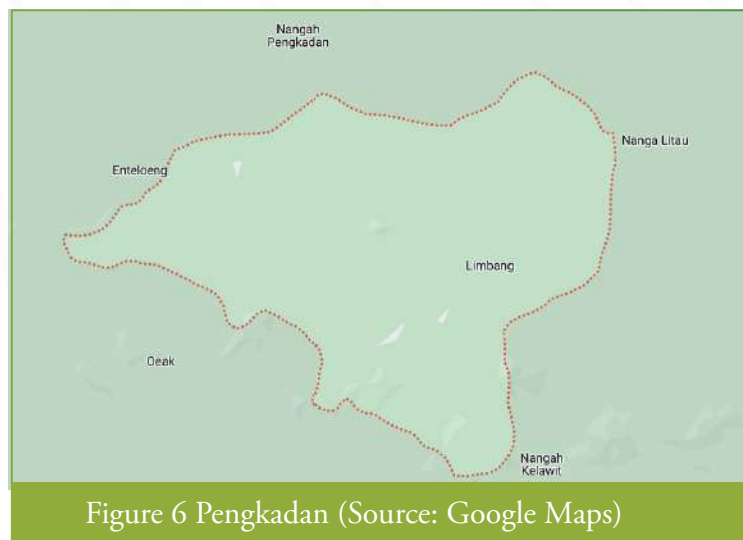 Nangah
Pengkadan
Nanga Litau
Enteloeng
Limbang
Oeak
Nangah
Kelawit
Figure 6 Pengkadan (Source: Google Maps)